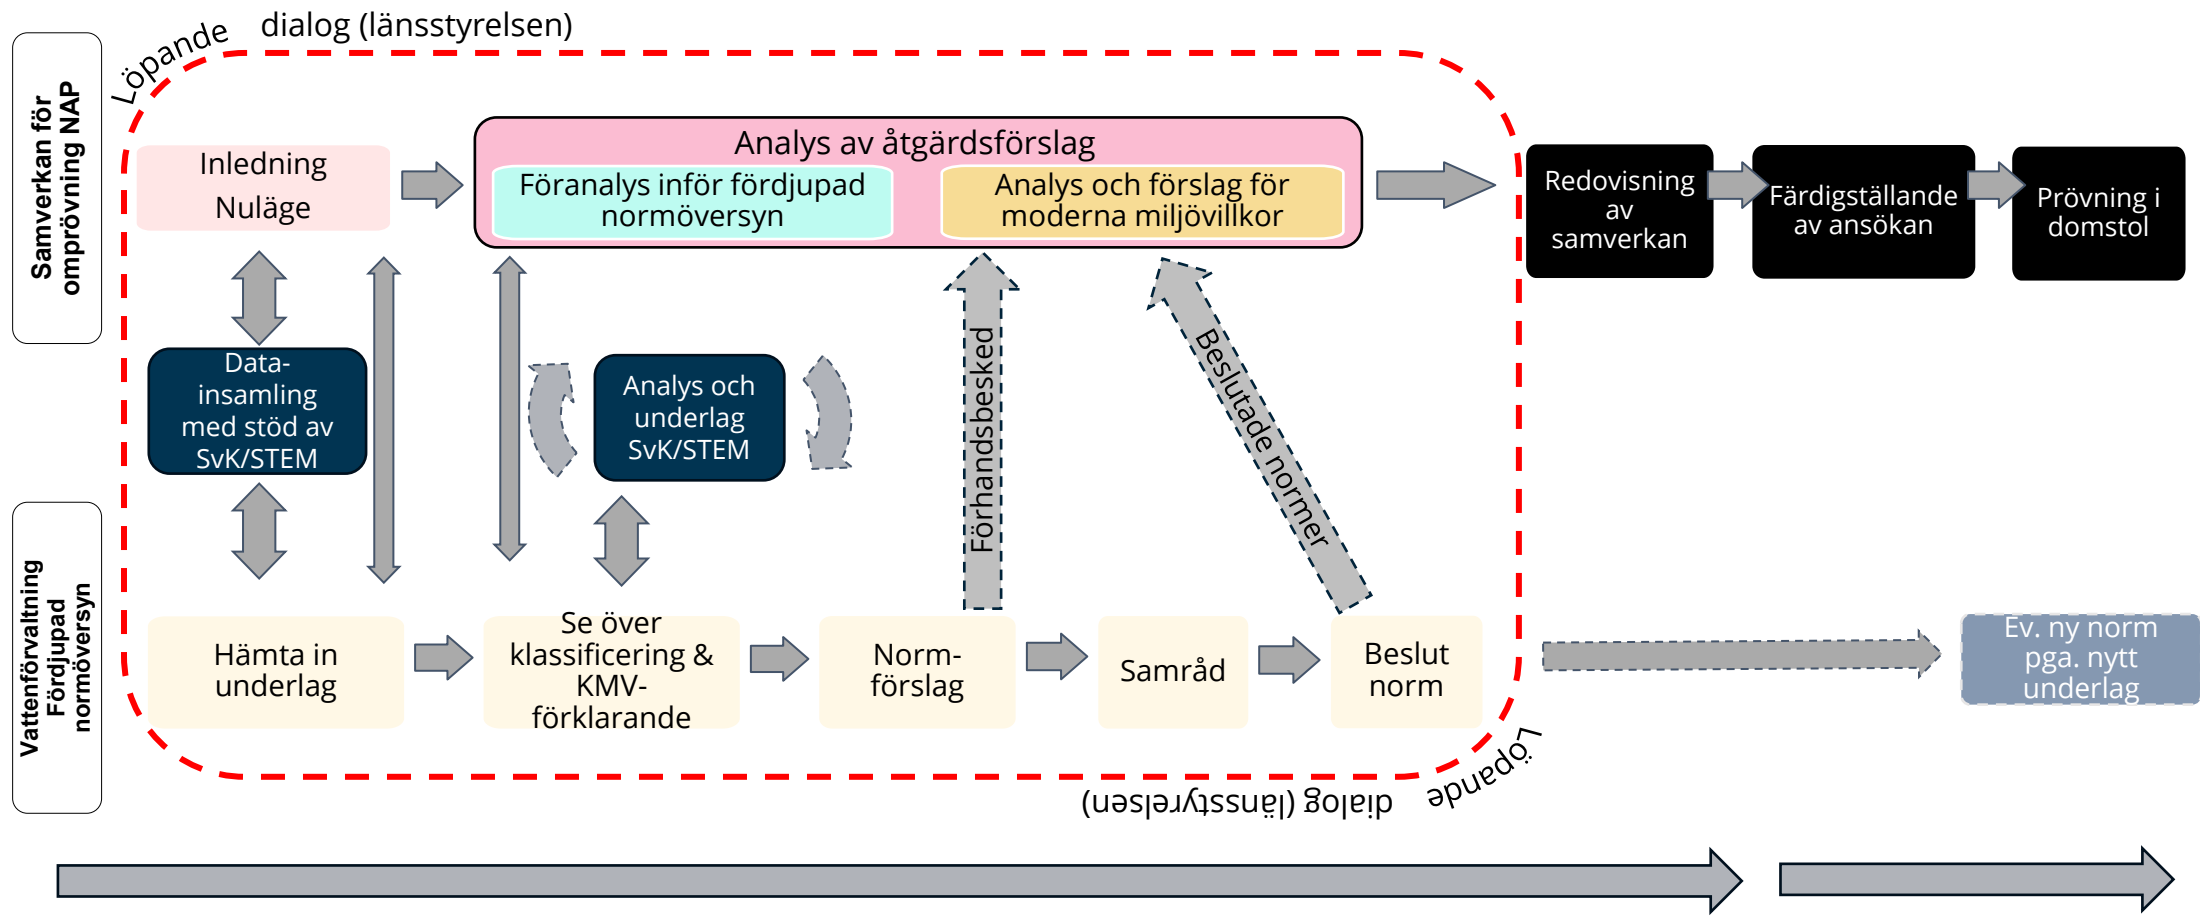 Löpande dialog (länsstyrelsen)
Samverkan för
omprövning NAP
Inledning
Nuläge
Analys av åtgärdsförslag
Föranalys inför fördjupad
normöversyn
Analys och förslag för
moderna miljövillkor
Redovisning
av
samverkan
Färdigställande
av ansökan
Prövning i
domstol
Data-
insamling
med stöd av
SvK/STEM
Analys och
underlag
SvK/STEM
Förhandsbesked
Beslutade normer
Vattenförvaltning
Fördjupad
normöversyn
Hämta in
underlag
Se över
klassificering &
KMV-
förklarande
Norm-
förslag
Samråd
Beslut
norm
Ev. ny norm
pga. nytt
underlag
Löpande dialog (länsstyrelsen)